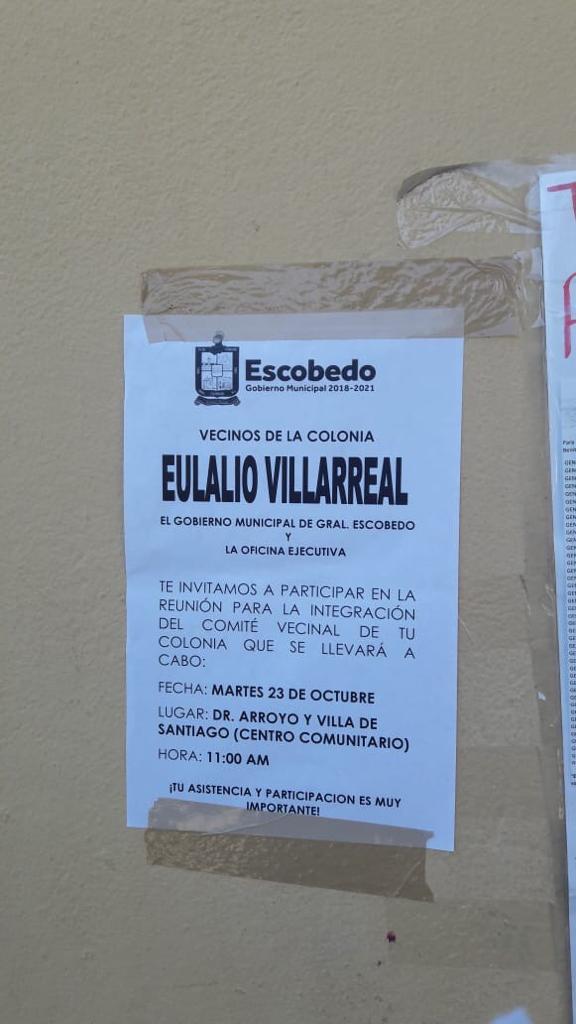 Escobedo
Gobierno Municipal 2018-2021
VECINOS DE LA COLONIA
EULALIO VILLARREAL
EL GOBIERNO MUNICIPAL DE GRAL. ESCOBEDO
Y
LA OFICINA EJECUTIVA
TE INVITAMOS A PARTICIPAR EN LA
REUNIÓN PARA LA INTEGRACIÓN
DEL COMITÉ VECINAL DE TU
COLONIA QUE SE LLEVARÁ A
CABO:
FECHA: MARTES 23 DE OCTUBRE
LUGAR: DR. ARROYO Y VILLA DE
SANTIAGO (CENTRO COMUNITARIO)
HORA: 11:00 AM
¡TU ASISTENCIA Y PARTICIPACION ES MUY
IMPORTANTE!